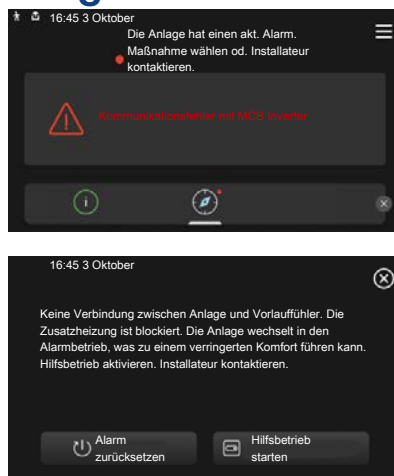 16:45 3 Oktober
Die Anlage hat einen akt. Alarm.
Maßnahme wählen od. Installateur
kontaktieren.
Kommunikationsfehler mit MCS Inverter
i
16:45 3 Oktober
Keine Verbindung zwischen Anlage und Vorlauffühler. Die
Zusatzheizung ist blockiert. Die Anlage wechselt in den
Alarmbetrieb, was zu einem verringerten Komfort führen kann.
Hilfsbetrieb aktivieren. Installateur kontaktieren.
Alarm
zurücksetzen
Hilfsbetrieb
starten